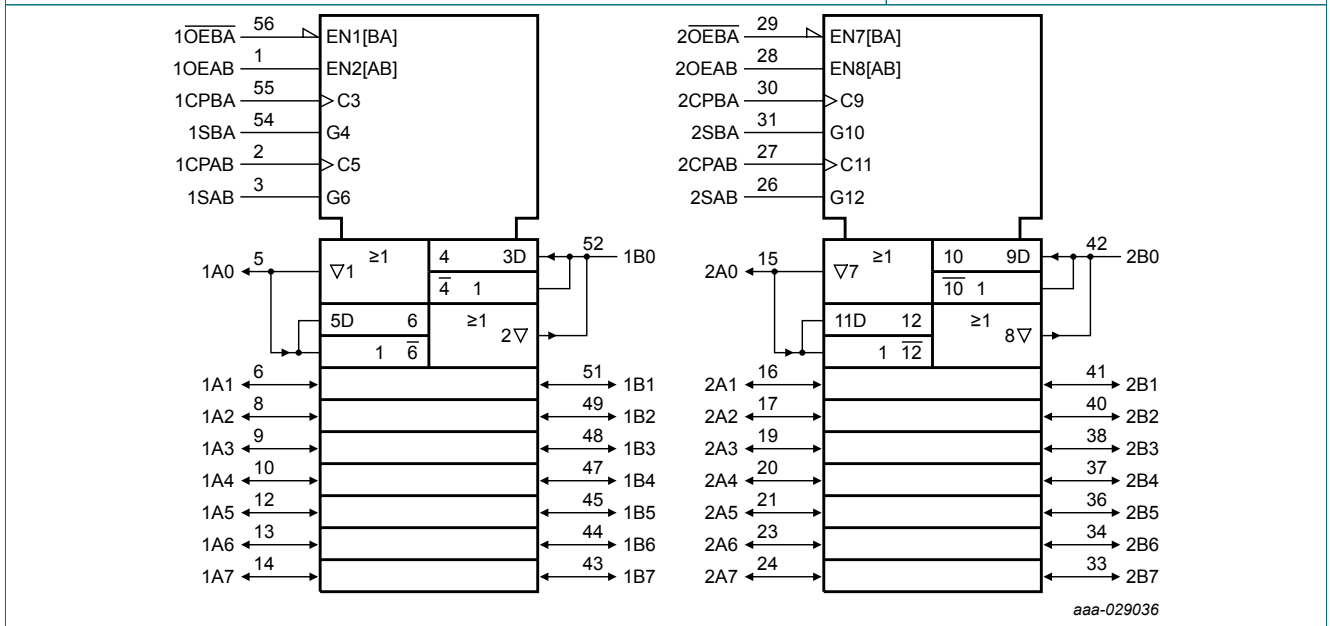 1O̅E̅B̅A̅ 56 EN1[BA]
1OEAB 1 EN2[AB]
1CPBA 55 C3
1SBA 54 G4
1CPAB 2 C5
1SAB 3 G6
1A0 5 ▽1 ≥1 4 3D 52 1B0
4̅ 1
5D 6 ≥1 2▽
1 6̅
1A1 6 51 1B1
1A2 8 49 1B2
1A3 9 48 1B3
1A4 10 47 1B4
1A5 12 45 1B5
1A6 13 44 1B6
1A7 14 43 1B7
2O̅E̅B̅A̅ 29 EN7[BA]
2OEAB 28 EN8[AB]
2CPBA 30 C9
2SBA 31 G10
2CPAB 27 C11
2SAB 26 G12
2A0 15 ▽7 ≥1 10 9D 42 2B0
1̅0̅ 1
11D 12 ≥1 8▽
1 1̅2̅
2A1 16 41 2B1
2A2 17 40 2B2
2A3 19 38 2B3
2A4 20 37 2B4
2A5 21 36 2B5
2A6 23 34 2B6
2A7 24 33 2B7
aaa-029036